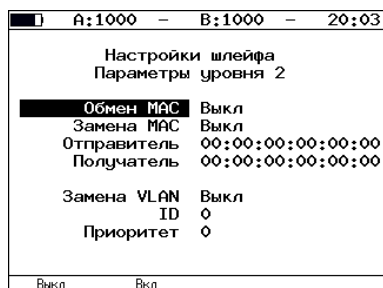 A:1000 – B:1000 – 20:03
Настройки шлейфа
Параметры уровня 2
Обмен MAC Выкл
Замена MAC Выкл
Отправитель 00:00:00:00:00:00
Получатель 00:00:00:00:00:00
Замена VLAN Выкл
ID 0
Приоритет 0
Выкл Вкл